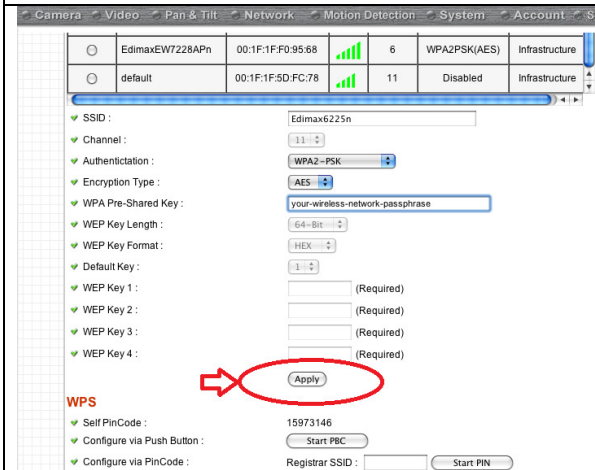 Camera Video Pan & Tilt Network Motion Detection System Account S
EdimaxEW7228APn 00:1F:1F:F0:95:68 6 WPA2PSK(AES) Infrastructure
default 00:1F:1F:5D:FC:78 11 Disabled Infrastructure
SSID : Edimax6225n
Channel : 11
Authentictation : WPA2-PSK
Encryption Type : AES
WPA Pre-Shared Key : your-wireless-network-passphrase
WEP Key Length : 64-Bit
WEP Key Format : HEX
Default Key : 1
WEP Key 1 : (Required)
WEP Key 2 : (Required)
WEP Key 3 : (Required)
WEP Key 4 : (Required)
Apply
WPS
Self PinCode : 15973146
Configure via Push Button : Start PBC
Configure via PinCode : Registrar SSID : Start PIN